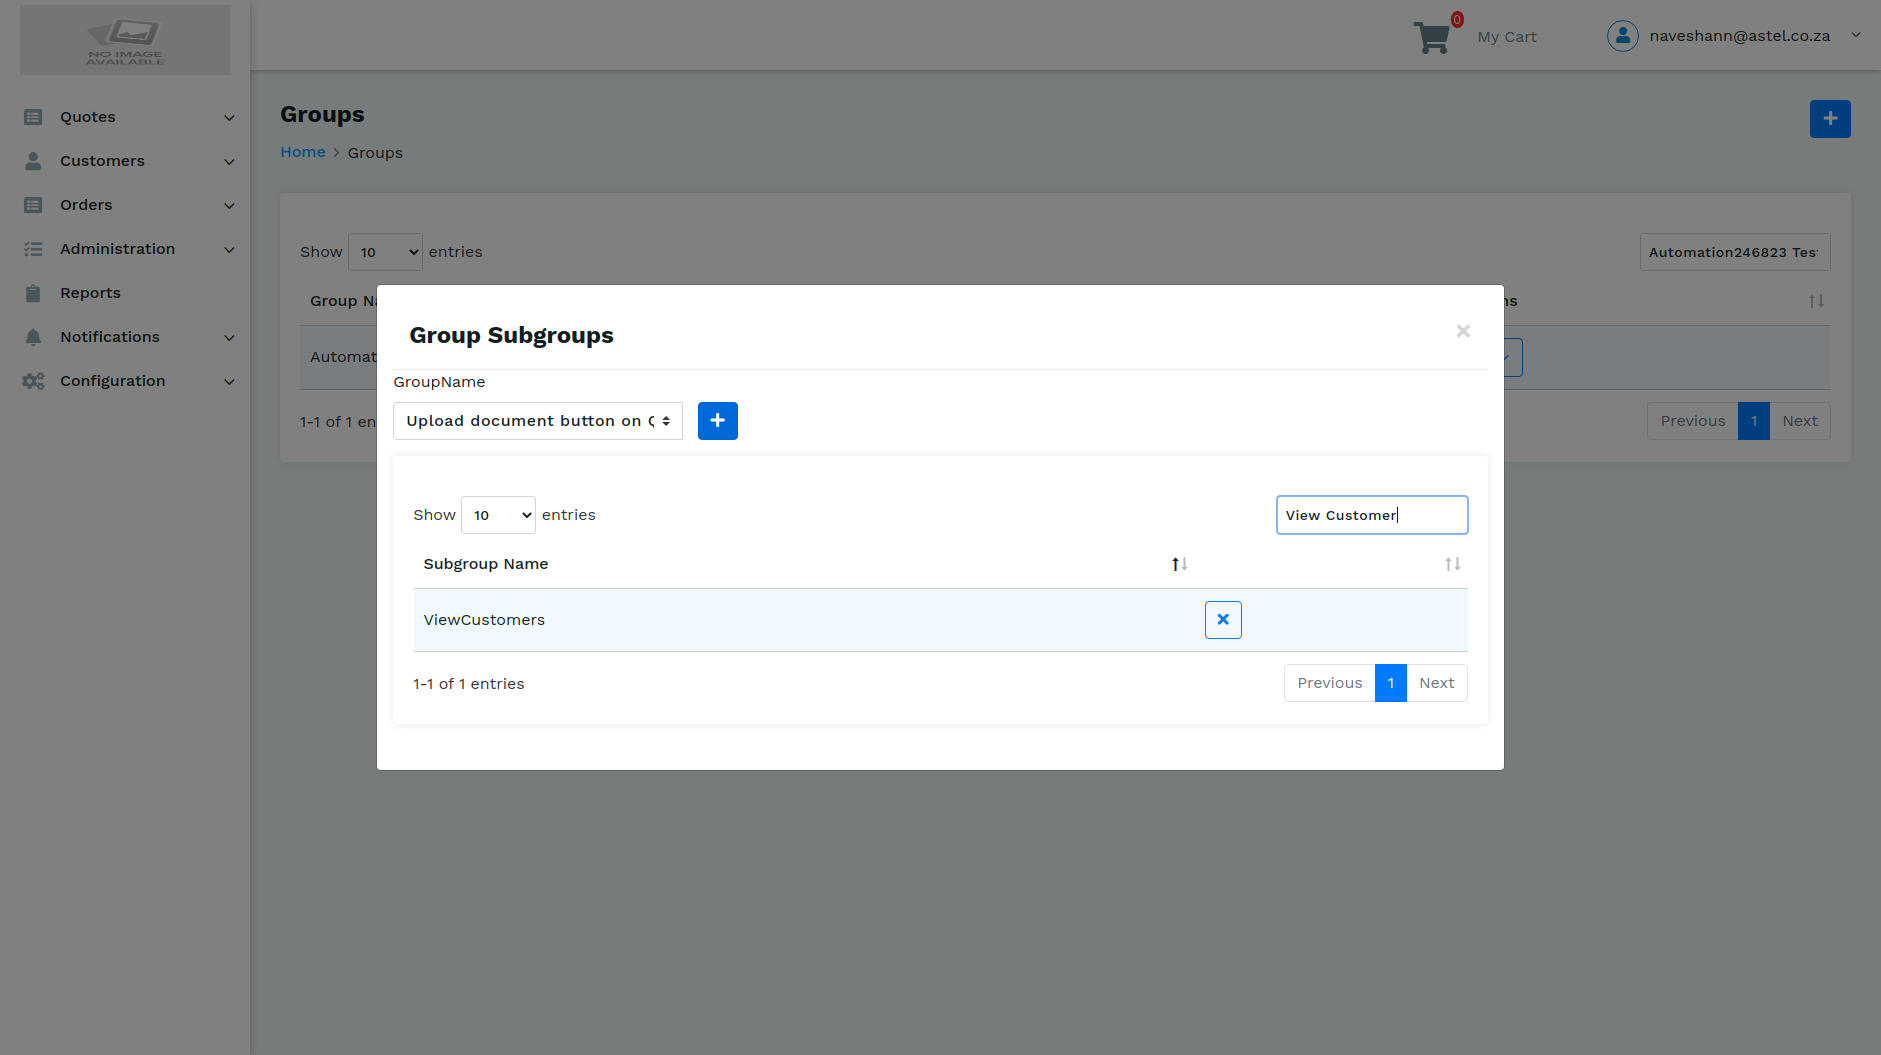 NO IMAGE
AVAILABLE
0
My Cart
naveshann@astel.co.za
Quotes
Customers
Orders
Administration
Reports
Notifications
Configuration
Groups
Home > Groups
Show 10 entries
Automation246823 Tes
Group Na
ns
Automat
1-1 of 1 en
Previous 1 Next
Group Subgroups
×
GroupName
Upload document button on Q
Show 10 entries
View Customer
Subgroup Name
ViewCustomers
1-1 of 1 entries
Previous 1 Next